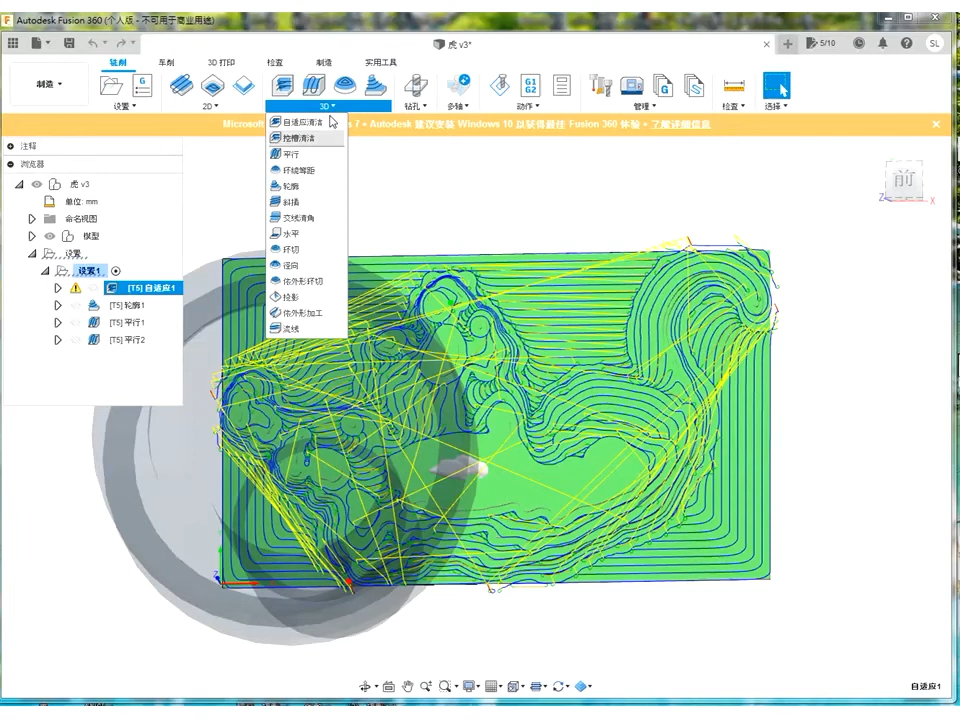 Autodesk Fusion 360 (个人版 - 不可用于商业用途)
虎 v3*
5/10
SL
铣削
车削
3D 打印
检查
制造
实用工具
制造
G
G1
G2
G
设置
2D
3D
钻孔
多轴
动作
管理
检查
选择
Microsoft
7。Autodesk 建议安装 Windows 10 以获得最佳 Fusion 360 体验。了解详细信息
注释
浏览器
虎 v3
单位: mm
命名视图
模型
设置
设置1
[T5] 自适应1
[T5] 轮廓1
[T5] 平行1
[T5] 平行2
自适应清洁
挖槽清洁
平行
环绕等距
轮廓
斜插
交线清角
水平
环切
径向
依外形环切
投影
依外形加工
流线
前
Z
X
Z
自适应1